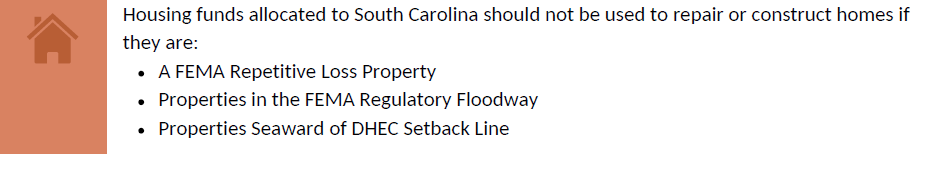 Housing funds allocated to South Carolina should not be used to repair or construct homes if
they are:
• A FEMA Repetitive Loss Property
• Properties in the FEMA Regulatory Floodway
• Properties Seaward of DHEC Setback Line